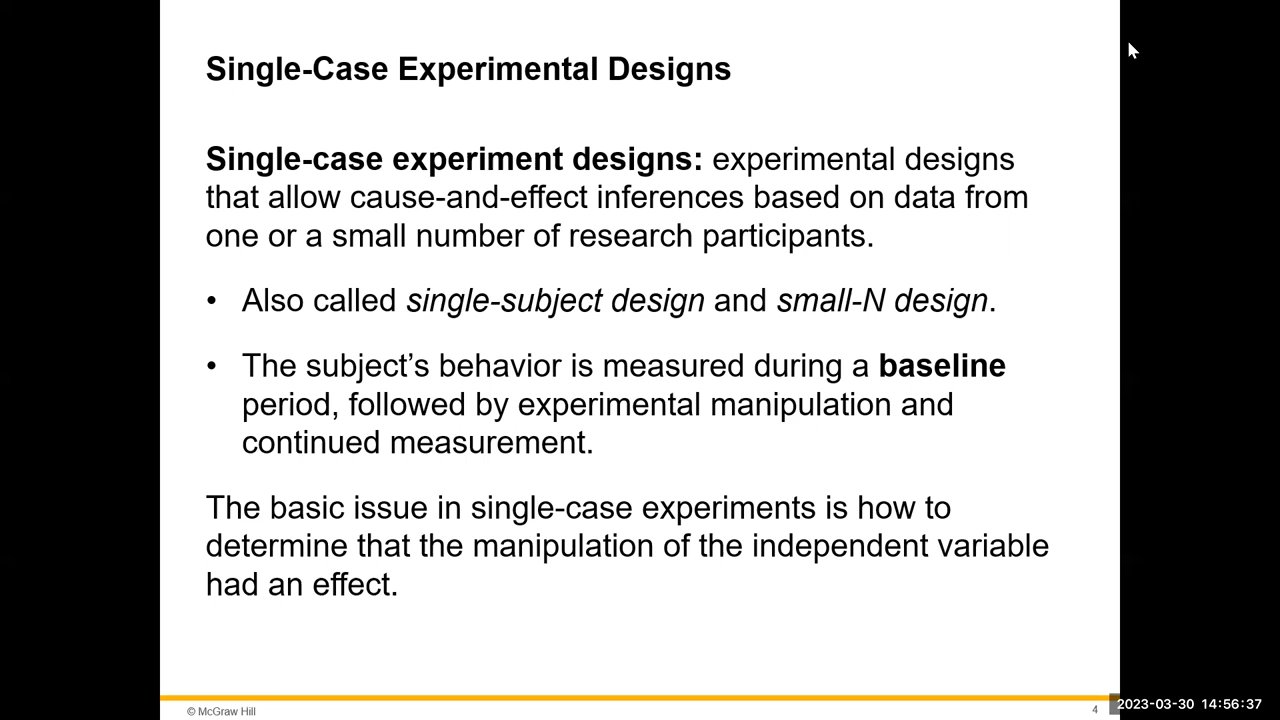 Single-Case Experimental Designs
Single-case experiment designs: experimental designs
that allow cause-and-effect inferences based on data from
one or a small number of research participants.
• Also called single-subject design and small-N design.
• The subject’s behavior is measured during a baseline
period, followed by experimental manipulation and
continued measurement.
The basic issue in single-case experiments is how to
determine that the manipulation of the independent variable
had an effect.
© McGraw Hill
4
2023-03-30 14:56:37